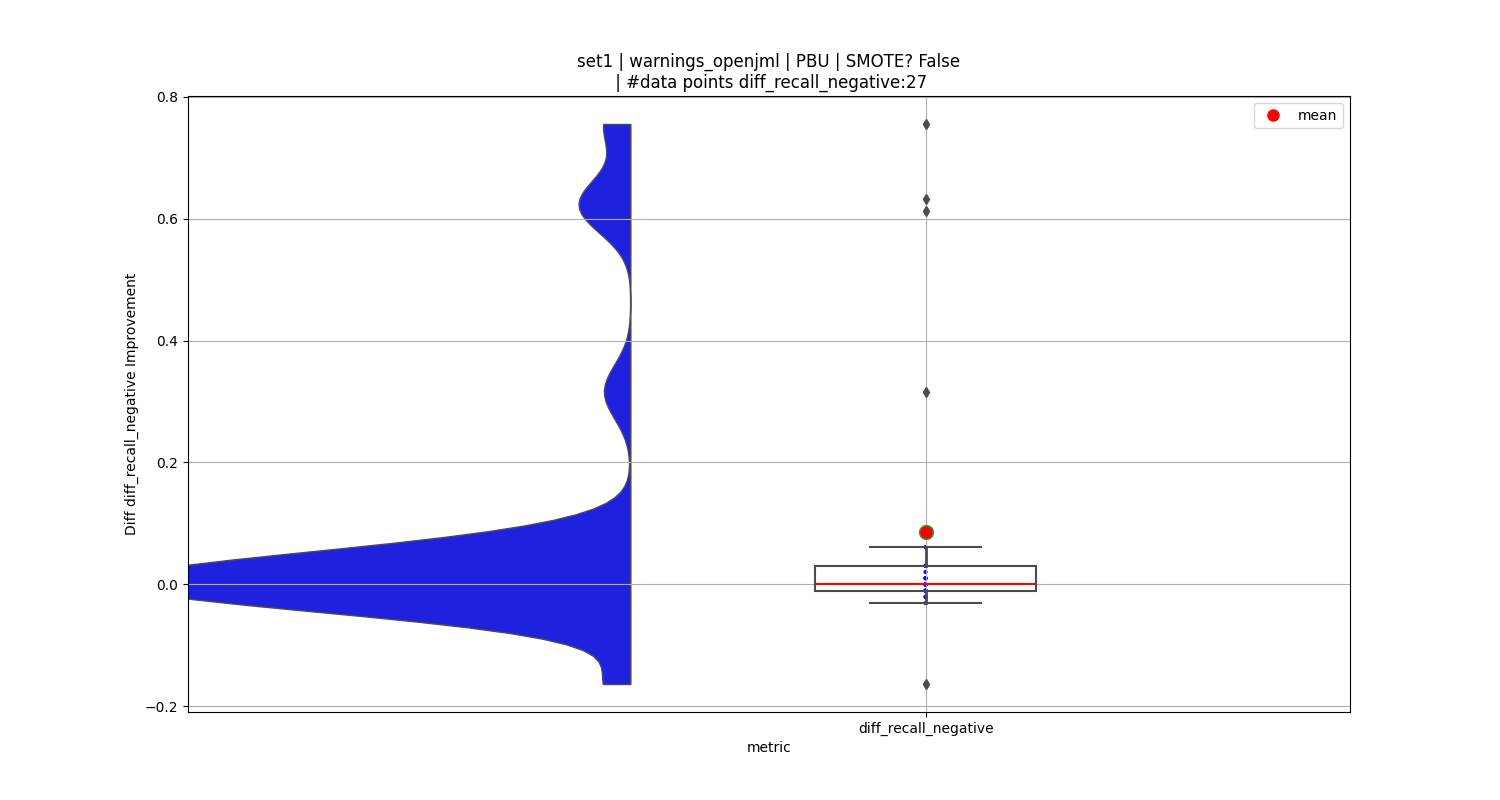 set1 | warnings_openjml | PBU | SMOTE? False
| #data points diff_recall_negative:27
mean
0.8
0.6
0.4
0.2
0.0
−0.2
Diff diff_recall_negative Improvement
diff_recall_negative
metric